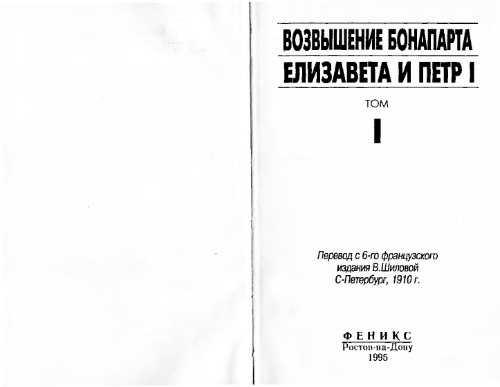 ВОЗВЫШЕНИЕ БОНАПАРТА
ЕЛИЗАВЕТА И ПЕТР I
ТОМ
I
Перевод с 6-го французского
издания В.Шиловой
С-Петербург, 1910 г.
ФЕНИКС
Ростов-на-Дону
1995